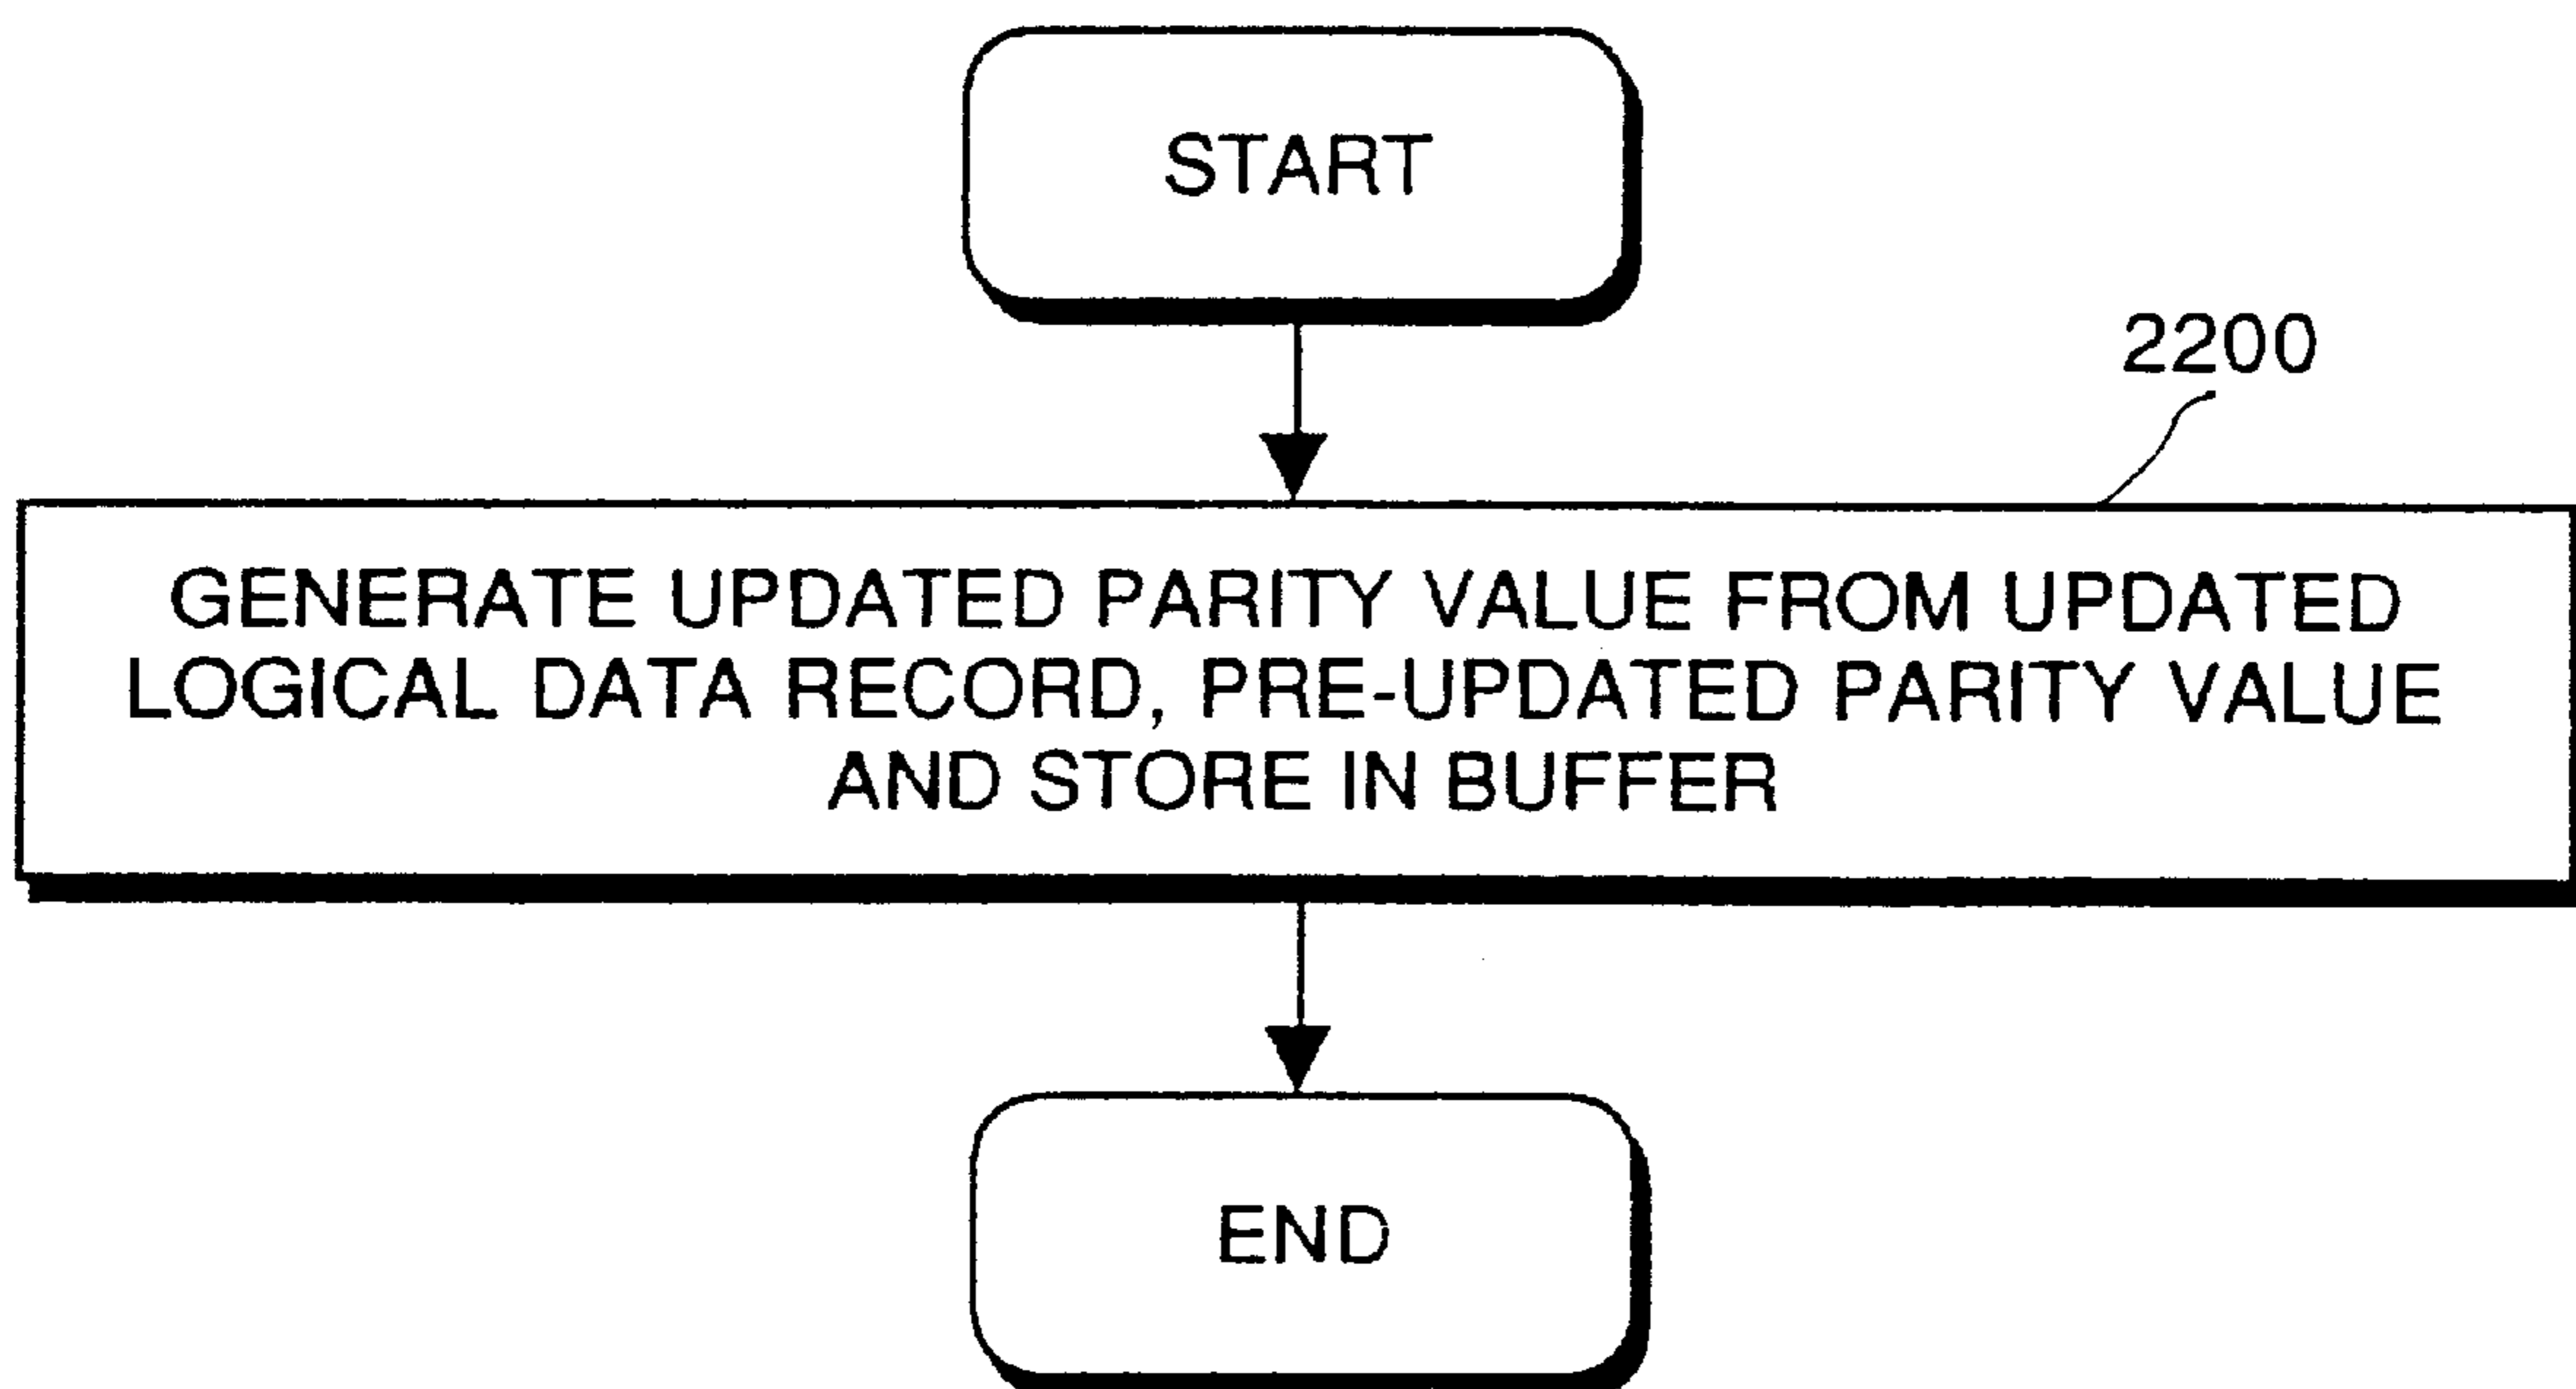 START
2200
GENERATE UPDATED PARITY VALUE FROM UPDATED
LOGICAL DATA RECORD, PRE-UPDATED PARITY VALUE
AND STORE IN BUFFER
END